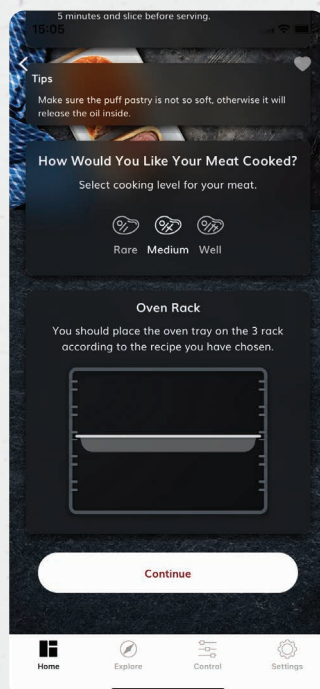 5 minutes and slice before serving.
15:05
Tips
Make sure the puff pastry is not so soft, otherwise it will
release the oil inside.
How Would You Like Your Meat Cooked?
Select cooking level for your meat.
Rare Medium Well
Oven Rack
You should place the oven tray on the 3 rack
according to the recipe you have chosen.
Continue
Home Explore Control Settings